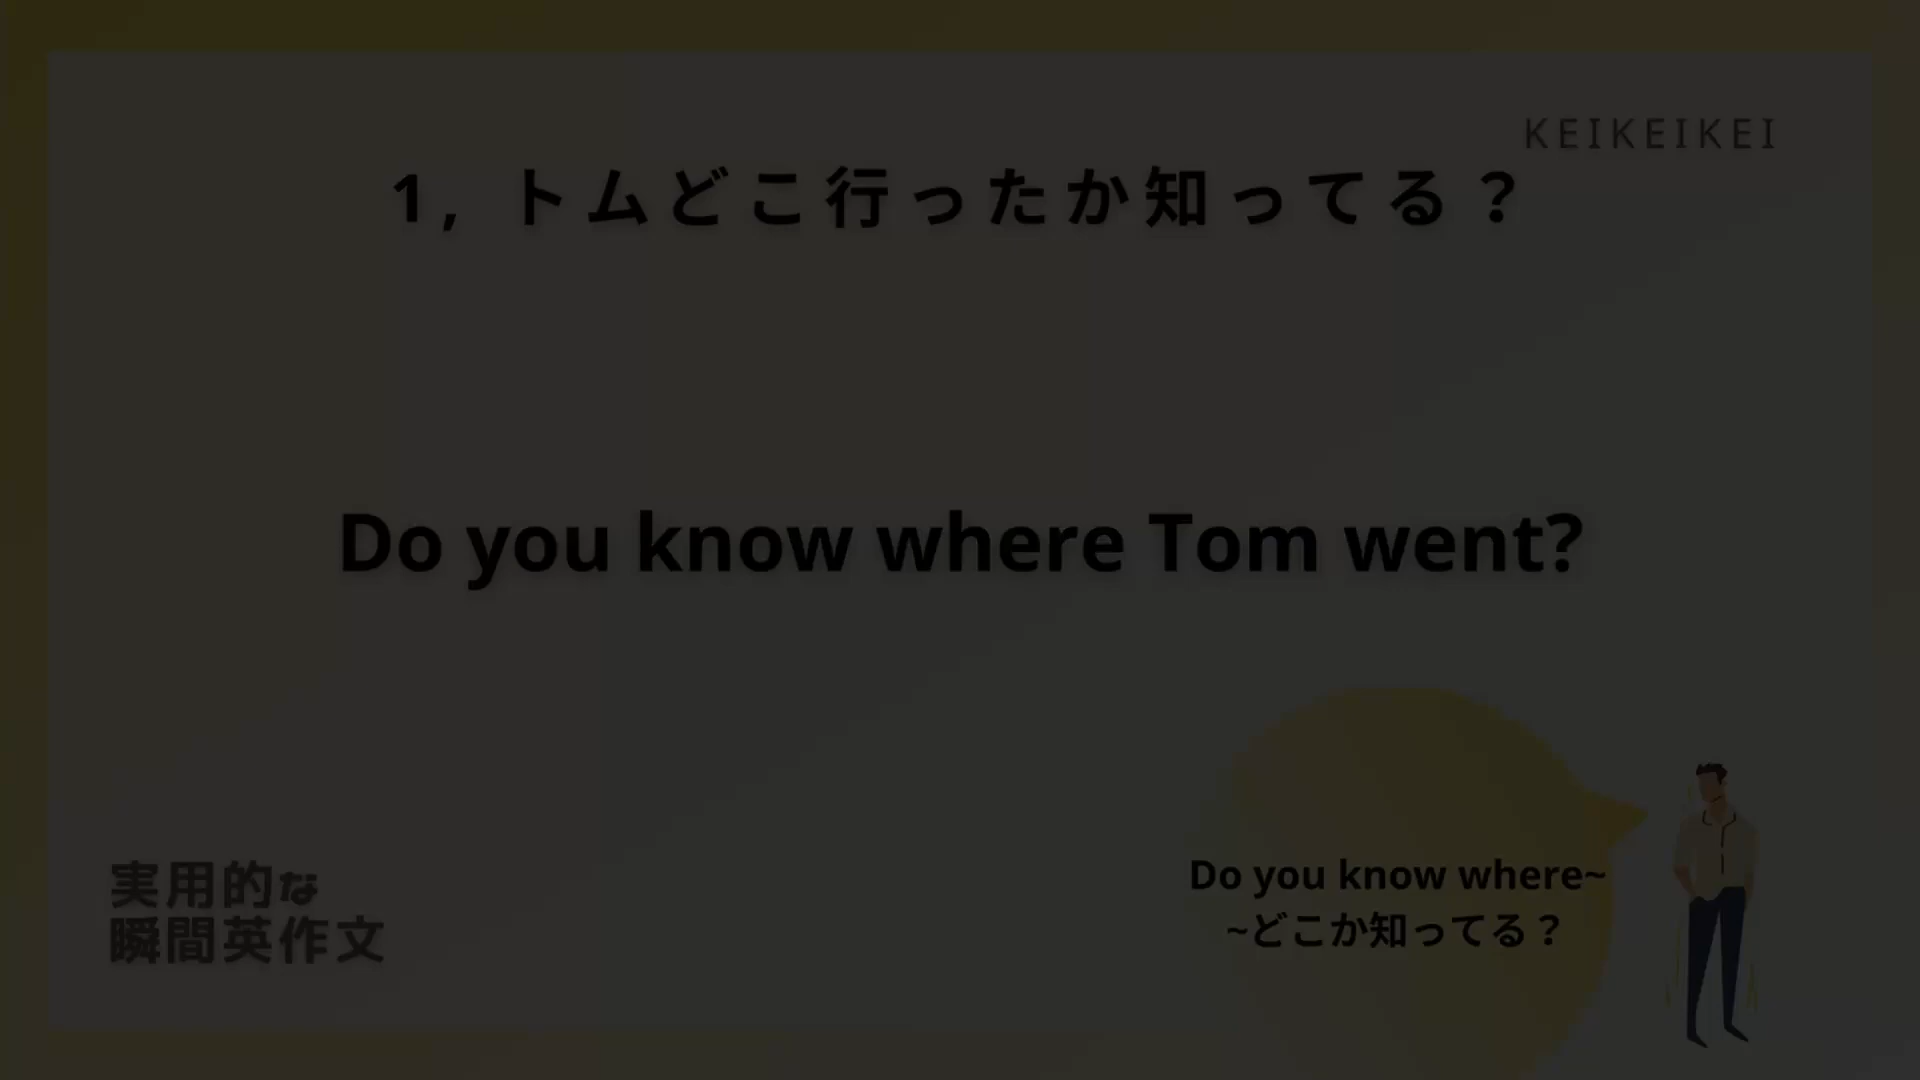 KEIKEIKEI
1, トムどこ行ったか知ってる？
Do you know where Tom went?
Do you know where~
~どこか知ってる？
実用的な
瞬間英作文